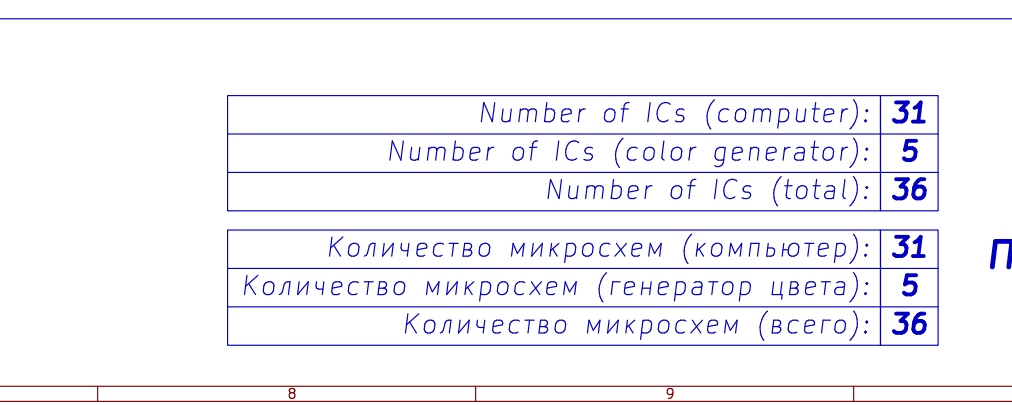 Number of ICs (computer): 31
Number of ICs (color generator): 5
Number of ICs (total): 36
Количество микросхем (компьютер): 31
Количество микросхем (генератор цвета): 5
Количество микросхем (всего): 36
8 9